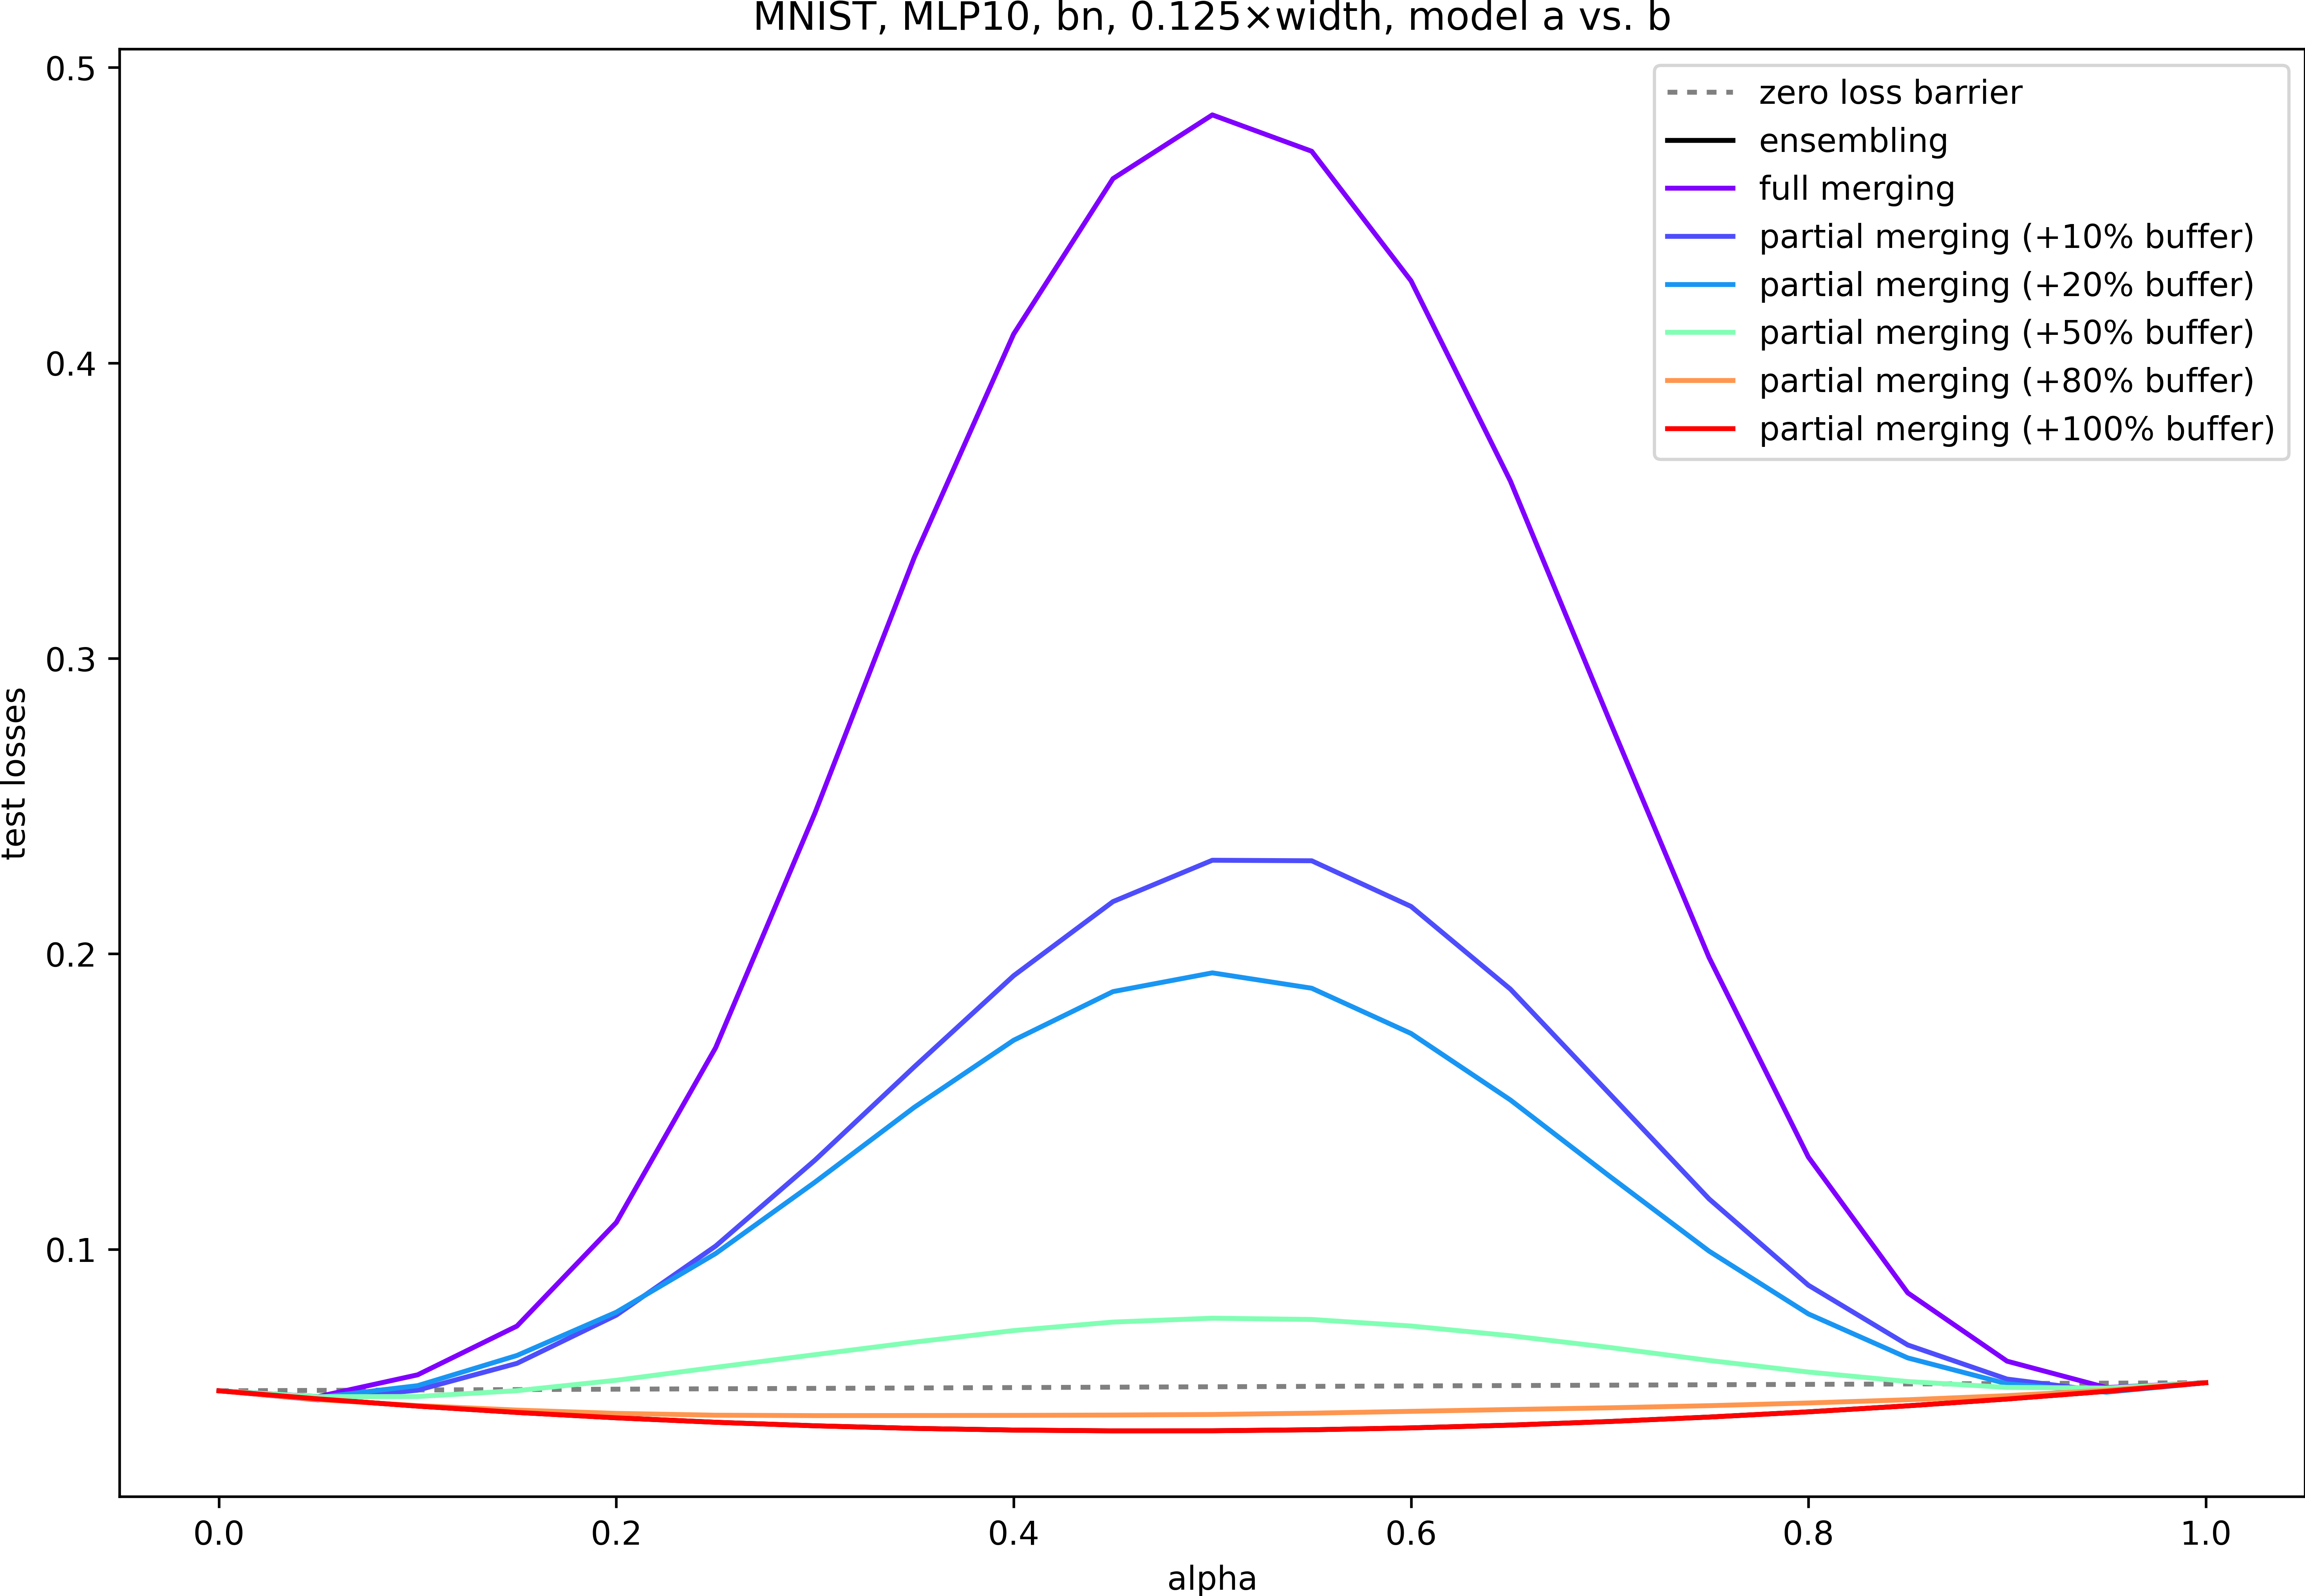 MNIST, MLP10, bn, 0.125×width, model a vs. b
0.5
0.4
0.3
0.2
0.1
test losses
zero loss barrier
ensembling
full merging
partial merging (+10% buffer)
partial merging (+20% buffer)
partial merging (+50% buffer)
partial merging (+80% buffer)
partial merging (+100% buffer)
0.0 0.2 0.4 0.6 0.8 1.0
alpha